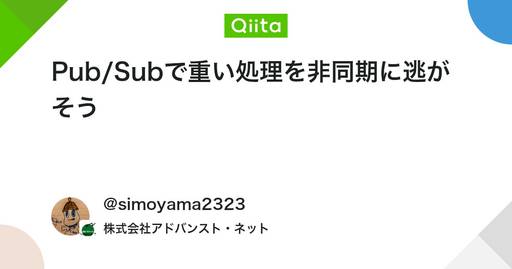 Qiita
Pub/Subで重い処理を非同期に逃が
そう
@simoyama2323
株式会社アドバンスト・ネット